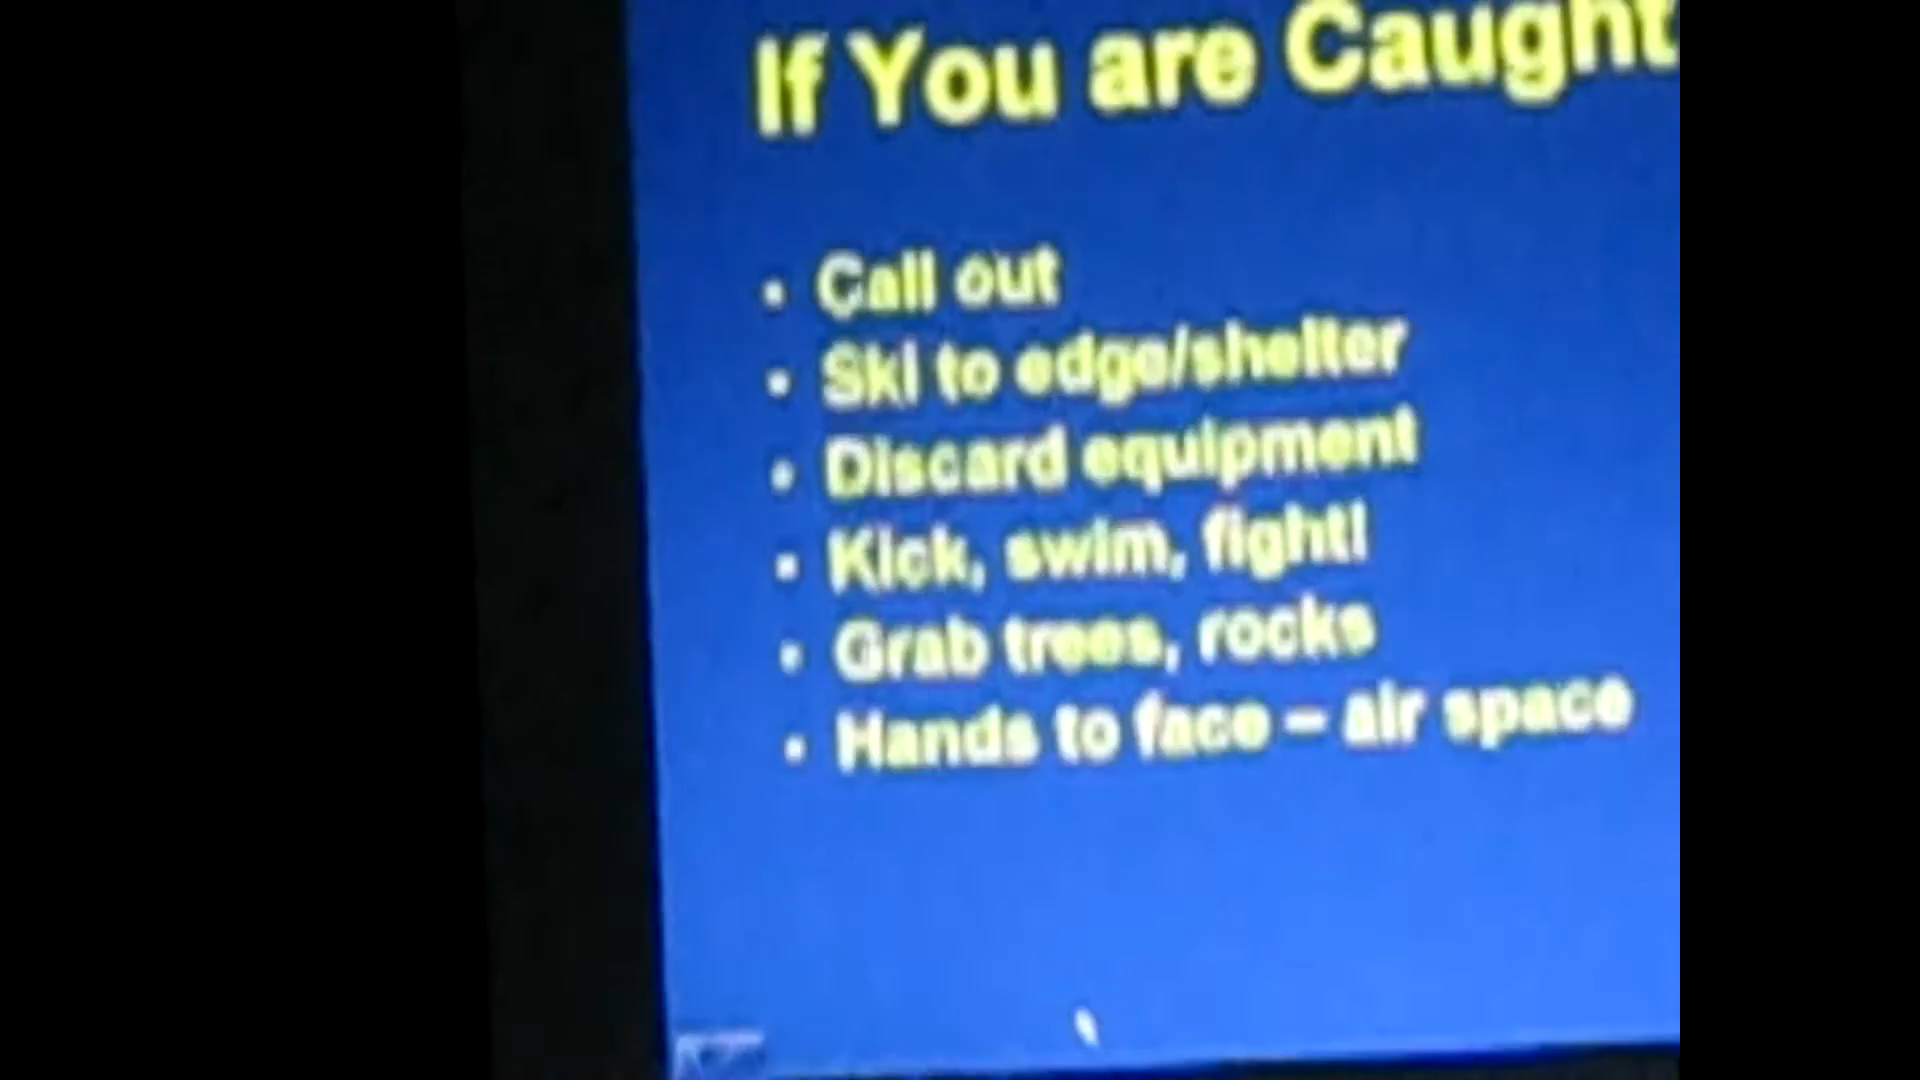 If You are Caught
• Call out
• Ski to edge/shelter
• Discard equipment
• Kick, swim, fight!
• Grab trees, rocks
• Hands to face – air space